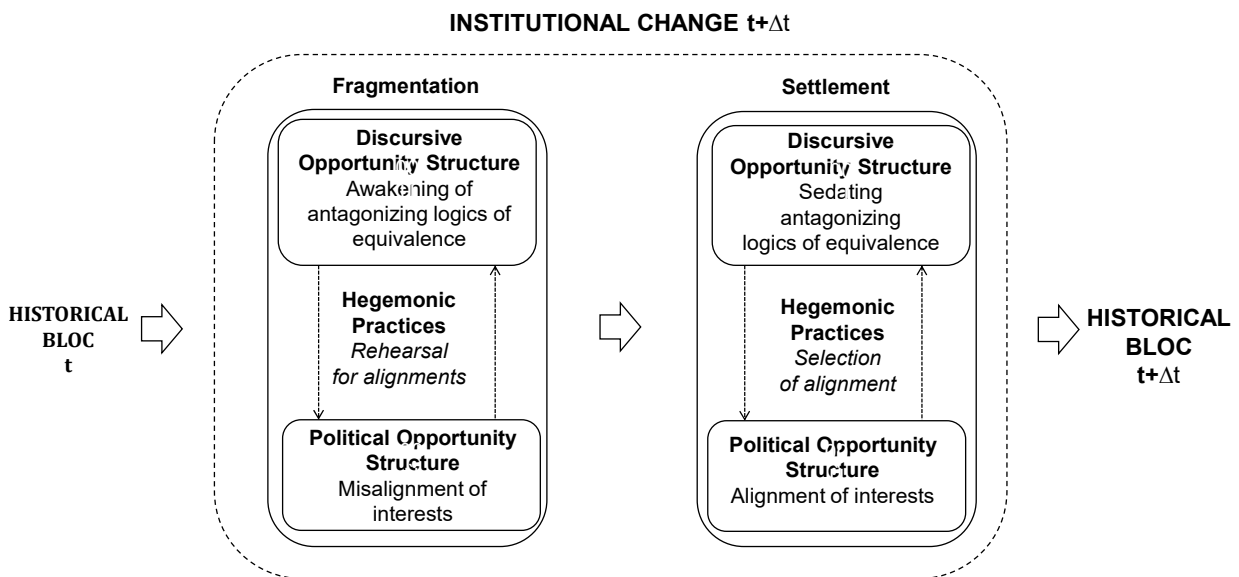 INSTITUTIONAL CHANGE t+Δt
Fragmentation
Discursive
Opportunity Structure
Awakening of
antagonizing logics of
equivalence
Hegemonic
Practices
Rehearsal
for alignments
Political Opportunity
Structure
Misalignment of
interests
Settlement
Discursive
Opportunity Structure
Sedating
antagonizing
logics of equivalence
Hegemonic
Practices
Selection
of alignment
Political Opportunity
Structure
Alignment of interests
HISTORICAL
BLOC
t
HISTORICAL
BLOC
t+Δt